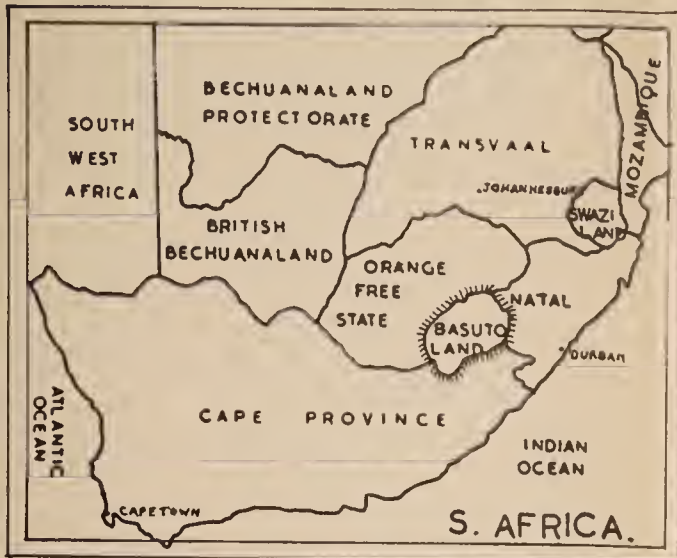 BECHUANALAND
PROTECTORATE
SOUTH
WEST
AFRICA
TRANSVAAL
MOZAMBIQUE
JOHANNESBURG
SWAZI
LAND
BRITISH
BECHUANALAND
ORANGE
FREE
STATE
NATAL
BASUTO
LAND
DURBAN
ATLANTIC
OCEAN
CAPE PROVINCE
INDIAN
OCEAN
CAPETOWN
S. AFRICA.